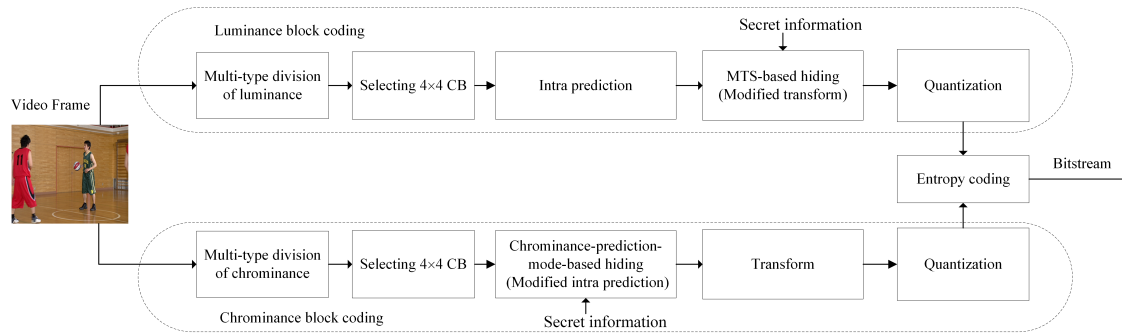 Luminance block coding
Secret information
Multi-type division
of luminance
Selecting 4×4 CB
Intra prediction
MTS-based hiding
(Modified transform)
Quantization
Video Frame
11
Entropy coding
Bitstream
Multi-type division
of chrominance
Selecting 4×4 CB
Chrominance-prediction-
mode-based hiding
(Modified intra prediction)
Transform
Quantization
Secret information
Chrominance block coding